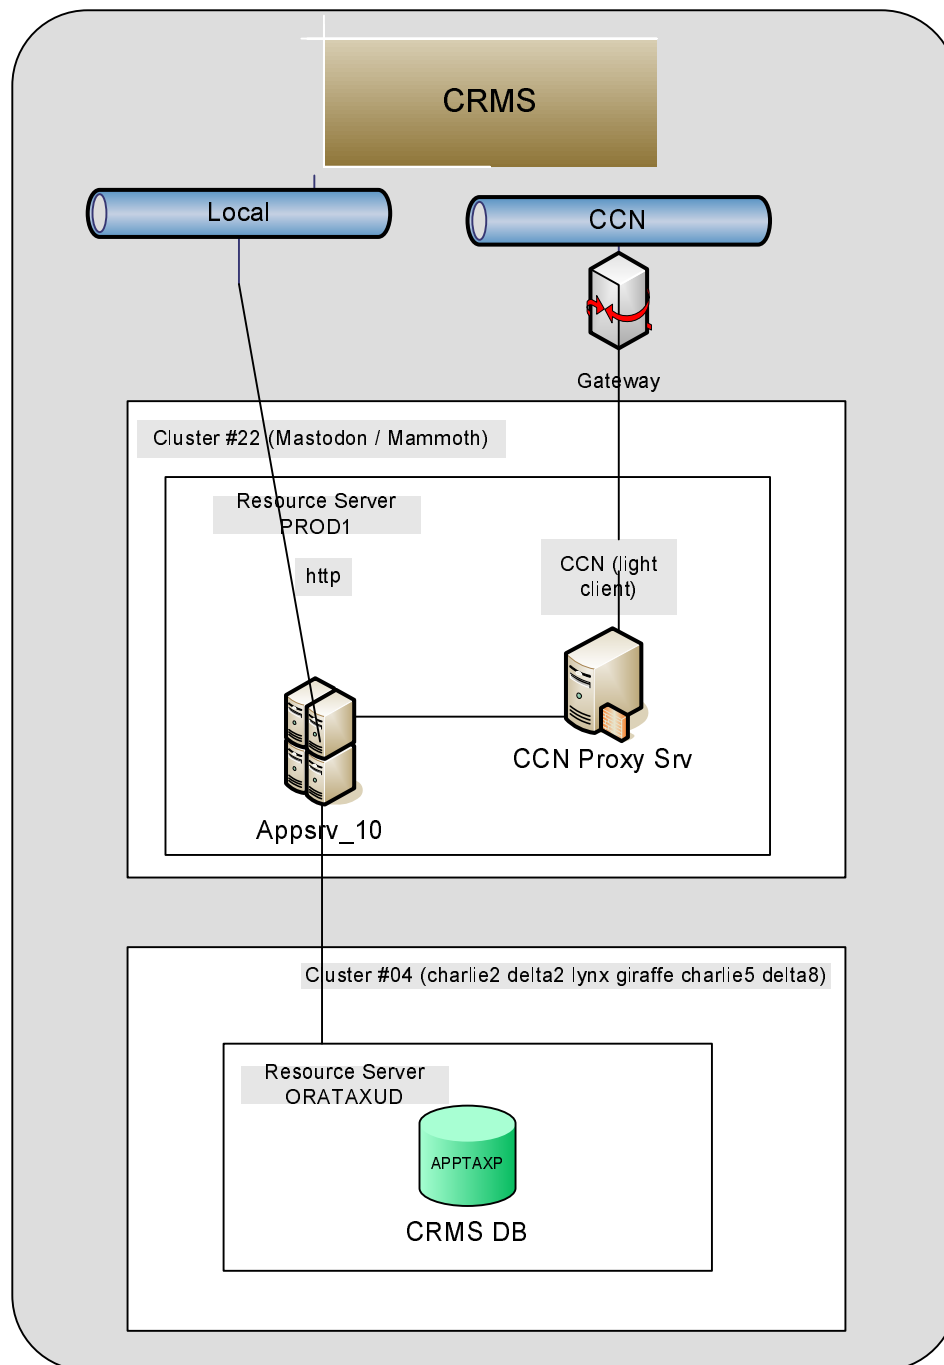 CRMS
Local
CCN
Gateway
Cluster #22 (Mastodon / Mammoth)
Resource Server
PROD1
http
CCN (light
client)
CCN Proxy Srv
Appsrv_10
Cluster #04 (charlie2 delta2 lynx giraffe charlie5 delta8)
Resource Server
ORATAXUD
APPTAXP
CRMS DB